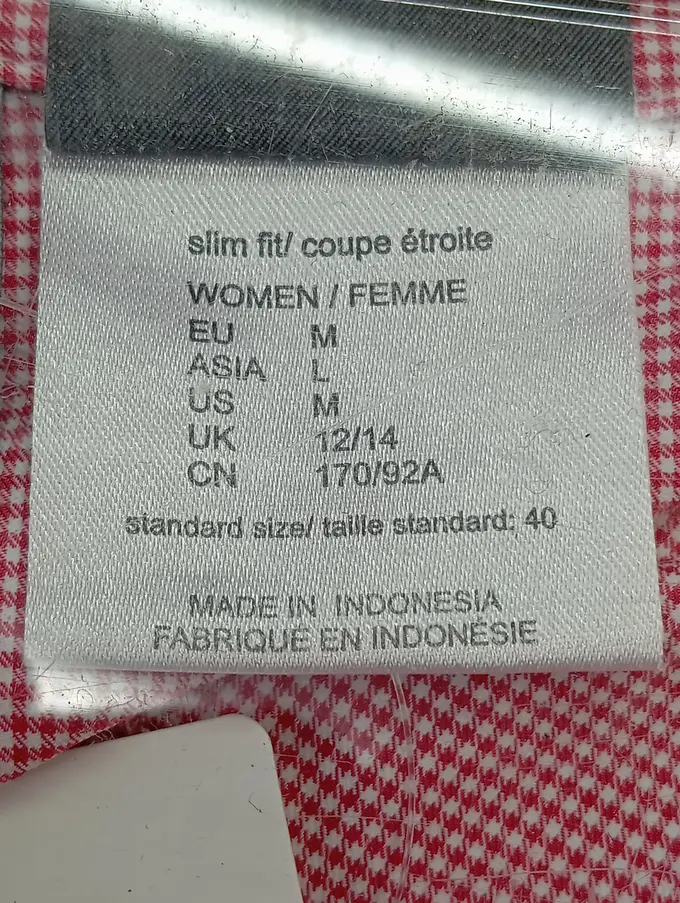 slim fit/ coupe étroite
WOMEN / FEMME
EU M
ASIA L
US M
UK 12/14
CN 170/92A
standard size/ taille standard: 40
MADE IN INDONESIA
FABRIQUÉ EN INDONÉSIE